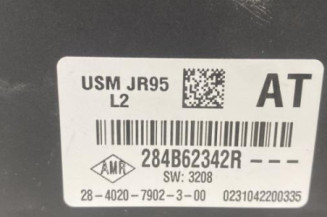 USM JR95
L2
AT
284B62342R - - -
AMR
SW: 3208
28-4020-7902-3-00 0231042200335